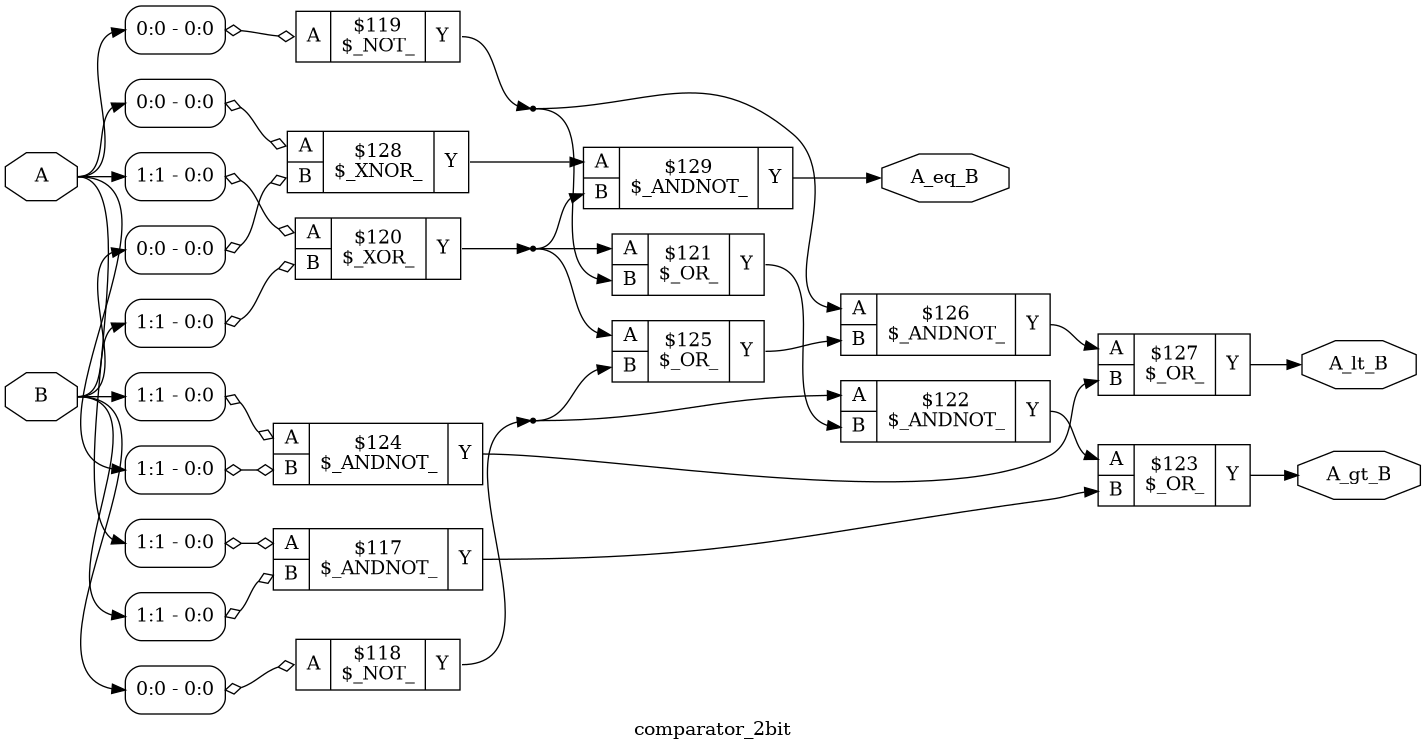 0:0 - 0:0
A
$119
$_NOT_
Y
0:0 - 0:0
A
B
$128
$_XNOR_
Y
A
B
$129
$_ANDNOT_
Y
A_eq_B
A
1:1 - 0:0
0:0 - 0:0
A
B
$120
$_XOR_
Y
A
B
$121
$_OR_
Y
1:1 - 0:0
A
B
$125
$_OR_
Y
A
B
$126
$_ANDNOT_
Y
A
B
$127
$_OR_
Y
A_lt_B
B
1:1 - 0:0
A
B
$124
$_ANDNOT_
Y
A
B
$122
$_ANDNOT_
Y
1:1 - 0:0
A
B
$123
$_OR_
Y
A_gt_B
1:1 - 0:0
A
B
$117
$_ANDNOT_
Y
1:1 - 0:0
0:0 - 0:0
A
$118
$_NOT_
Y
comparator_2bit